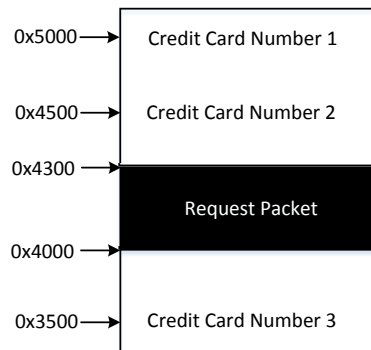 0x5000 Credit Card Number 1
0x4500 Credit Card Number 2
0x4300
Request Packet
0x4000
0x3500 Credit Card Number 3